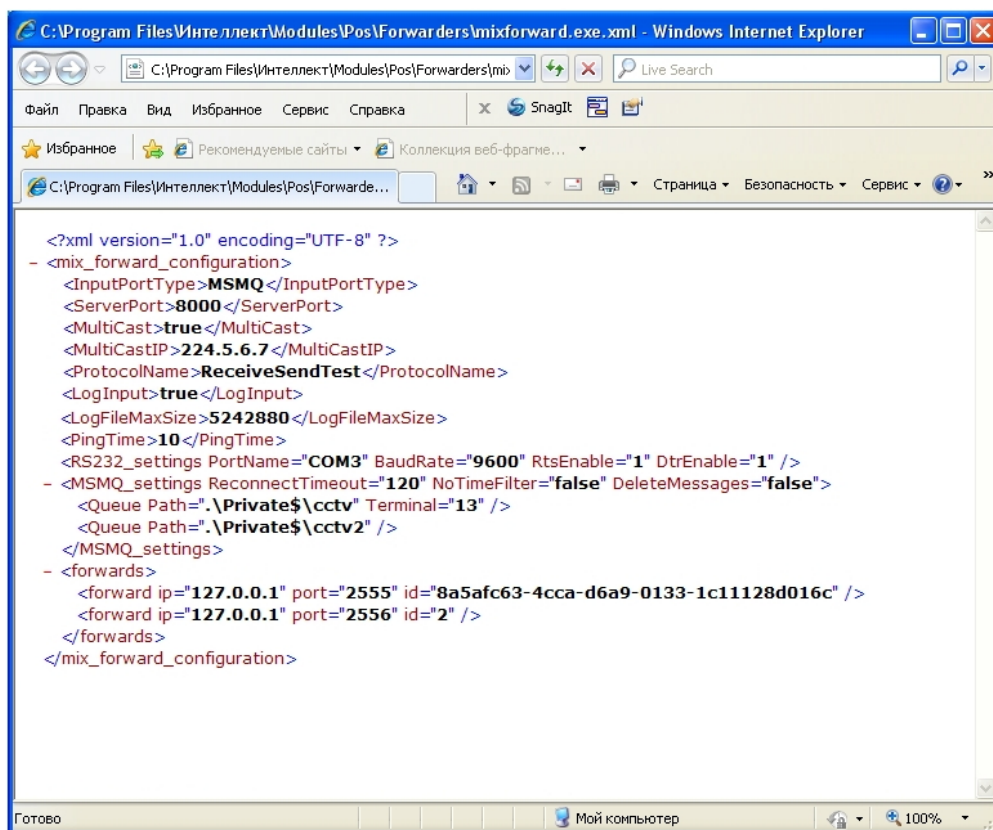 C:\Program Files\Интеллект\Modules\Pos\Forwarders\mixforward.exe.xml - Windows Internet Explorer
C:\Program Files\Интеллект\Modules\Pos\Forwarders\mix
Live Search
Файл Правка Вид Избранное Сервис Справка x SnagIt
Избранное Рекомендуемые сайты Коллекция веб-фрагме...
C:\Program Files\Интеллект\Modules\Pos\Forwarde... Страница Безопасность Сервис »
<?xml version="1.0" encoding="UTF-8" ?>
- <mix_forward_configuration>
<InputPortType>MSMQ</InputPortType>
<ServerPort>8000</ServerPort>
<MultiCast>true</MultiCast>
<MultiCastIP>224.5.6.7</MultiCastIP>
<ProtocolName>ReceiveSendTest</ProtocolName>
<LogInput>true</LogInput>
<LogFileMaxSize>5242880</LogFileMaxSize>
<PingTime>10</PingTime>
<RS232_settings PortName="COM3" BaudRate="9600" RtsEnable="1" DtrEnable="1" />
- <MSMQ_settings ReconnectTimeout="120" NoTimeFilter="false" DeleteMessages="false">
<Queue Path=".\Private$\cctv" Terminal="13" />
<Queue Path=".\Private$\cctv2" />
</MSMQ_settings>
- <forwards>
<forward ip="127.0.0.1" port="2555" id="8a5afc63-4cca-d6a9-0133-1c11128d016c" />
<forward ip="127.0.0.1" port="2556" id="2" />
</forwards>
</mix_forward_configuration>
Готово Мой компьютер 100%